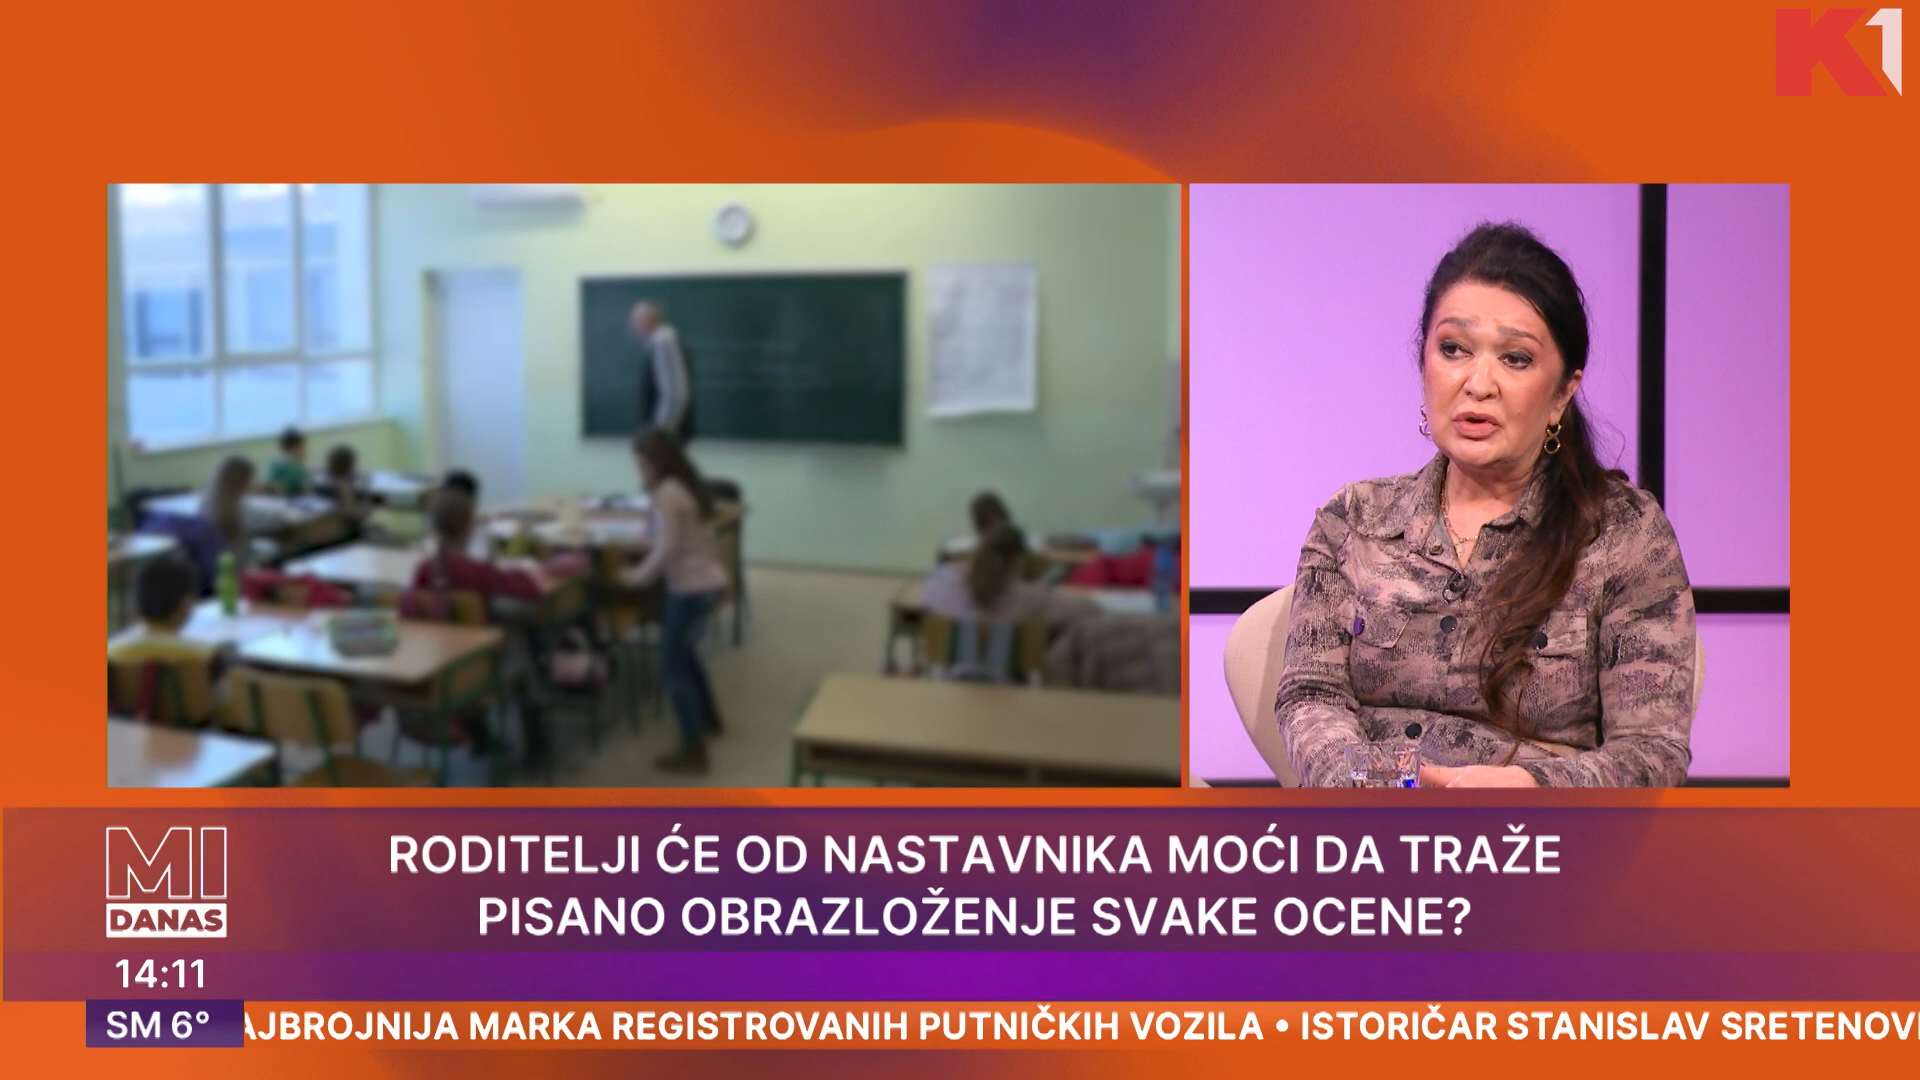 K1
RODITELJI ĆE OD NASTAVNIKA MOĆI DA TRAŽE
PISANO OBRAZLOŽENJE SVAKE OCENE?
MI
DANAS
14:11
SM 6°
AJBROJNIJA MARKA REGISTROVANIH PUTNIČKIH VOZILA • ISTORIČAR STANISLAV SRETENOVI